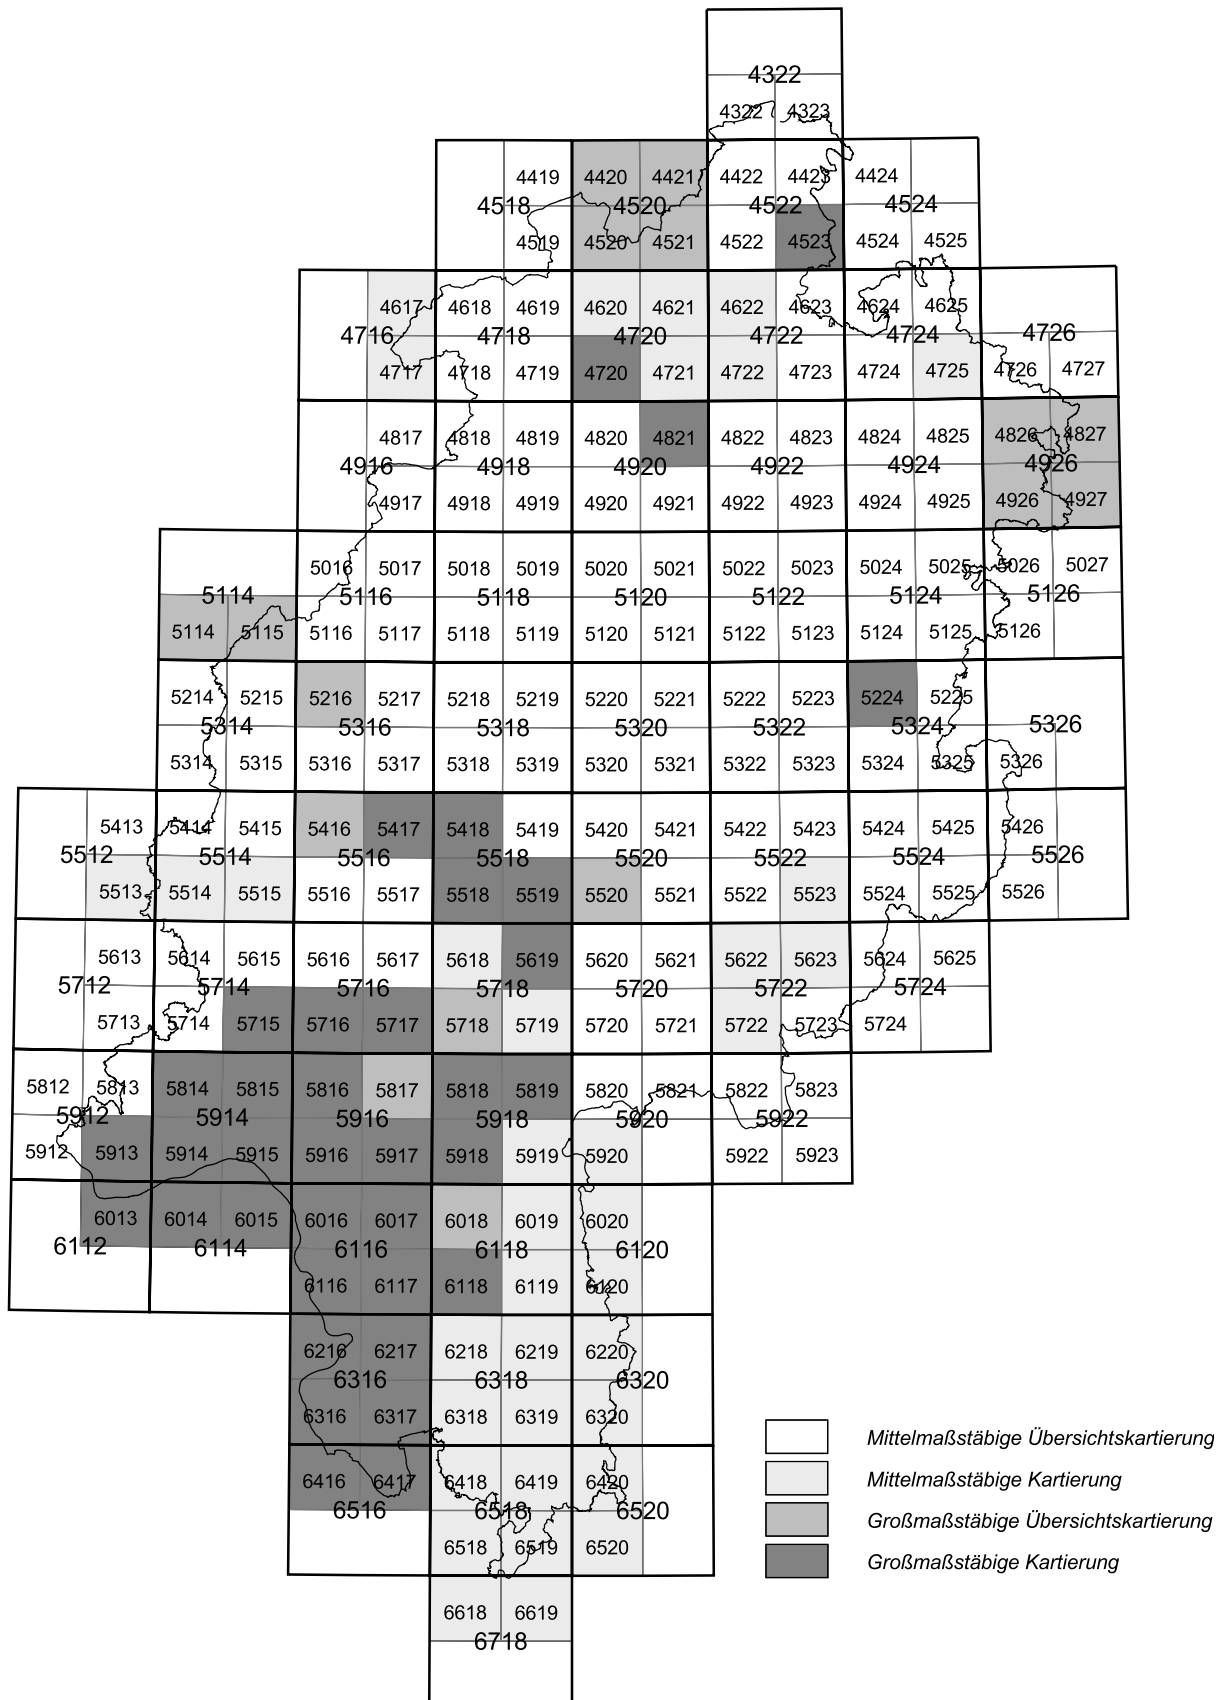 4322
4322 4323
4419 4420 4421 4422 4423 4424
4518 4520 4522 4524
4519 4520 4521 4522 4523 4524 4525
4617 4618 4619 4620 4621 4622 4623 4624 4625
4716 4718 4720 4722 4724 4726
4717 4718 4719 4720 4721 4722 4723 4724 4725 4726 4727
4817 4818 4819 4820 4821 4822 4823 4824 4825 4826 4827
4916 4918 4920 4922 4924 4926
4917 4918 4919 4920 4921 4922 4923 4924 4925 4926 4927
5016 5017 5018 5019 5020 5021 5022 5023 5024 5025 5026 5027
5114 5116 5118 5120 5122 5124 5126
5114 5115 5116 5117 5118 5119 5120 5121 5122 5123 5124 5125 5126
5214 5215 5216 5217 5218 5219 5220 5221 5222 5223 5224 5225
5314 5316 5318 5320 5322 5324 5326
5314 5315 5316 5317 5318 5319 5320 5321 5322 5323 5324 5325 5326
5413 5414 5415 5416 5417 5418 5419 5420 5421 5422 5423 5424 5425 5426
5512 5514 5516 5518 5520 5522 5524 5526
5513 5514 5515 5516 5517 5518 5519 5520 5521 5522 5523 5524 5525 5526
5613 5614 5615 5616 5617 5618 5619 5620 5621 5622 5623 5624 5625
5712 5714 5716 5718 5720 5722 5724
5713 5714 5715 5716 5717 5718 5719 5720 5721 5722 5723 5724
5812 5813 5814 5815 5816 5817 5818 5819 5820 5821 5822 5823
5912 5914 5916 5918 5920 5922
5912 5913 5914 5915 5916 5917 5918 5919 5920 5922 5923
6013 6014 6015 6016 6017 6018 6019 6020
6112 6114 6116 6118 6120
6116 6117 6118 6119 6120
6216 6217 6218 6219 6220
6316 6318 6320
6316 6317 6318 6319 6320
6416 6417 6418 6419 6420
6516 6518 6520
6518 6519 6520
6618 6619
6718
Mittelmaßstäbige Übersichtskartierung
Mittelmaßstäbige Kartierung
Großmaßstäbige Übersichtskartierung
Großmaßstäbige Kartierung